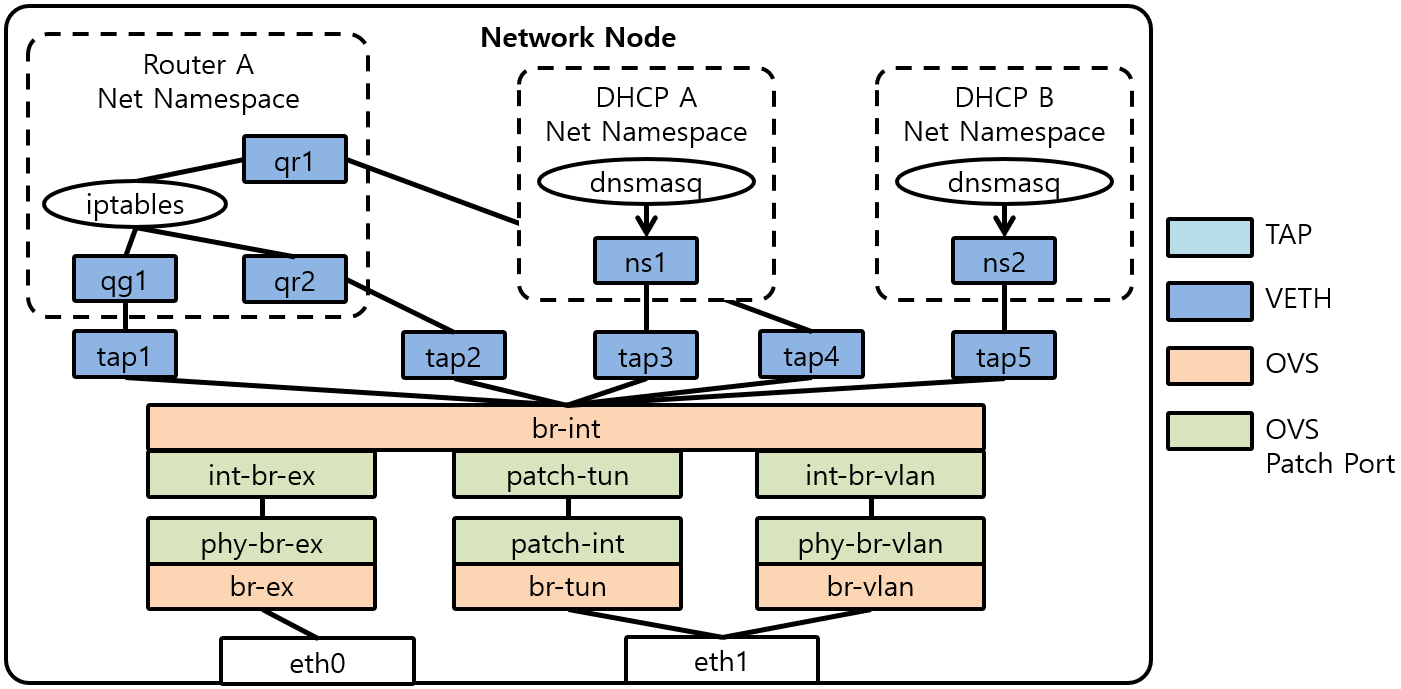 Network Node
Router A
Net Namespace
qr1
iptables
qg1
qr2
DHCP A
Net Namespace
dnsmasq
ns1
DHCP B
Net Namespace
dnsmasq
ns2
tap1
tap2
tap3
tap4
tap5
br-int
int-br-ex
patch-tun
int-br-vlan
phy-br-ex
patch-int
phy-br-vlan
br-ex
br-tun
br-vlan
eth0
eth1
TAP
VETH
OVS
OVS
Patch Port